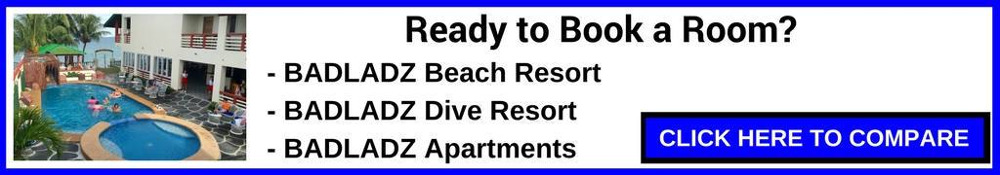 Ready to Book a Room?
- BADLADZ Beach Resort
- BADLADZ Dive Resort
- BADLADZ Apartments
CLICK HERE TO COMPARE